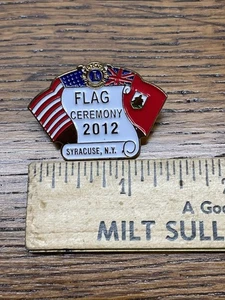 FLAG
CEREMONY
2012
SYRACUSE, N.Y.
1
A Goo
MILT SULL